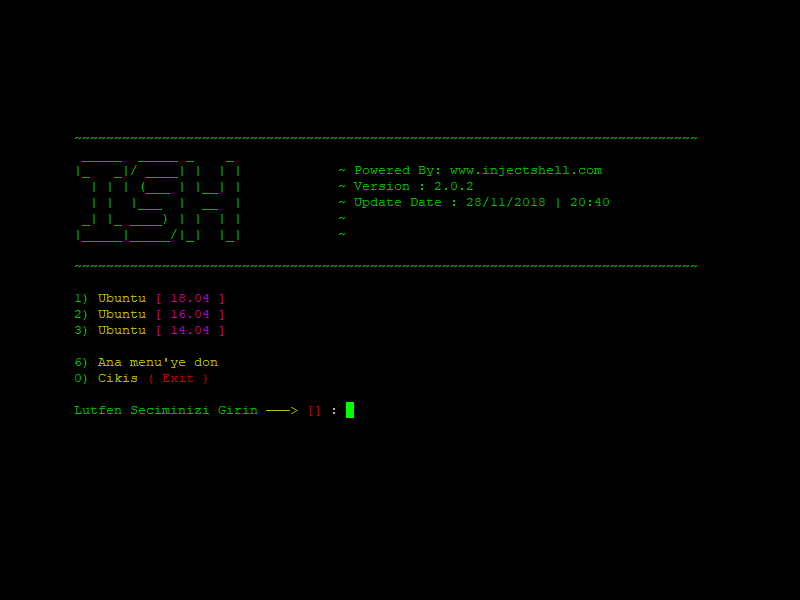 ~~~~~~~~~~~~~~~~~~~~~~~~~~~~~~~~~~~~~~~~~~~~~~~~~~~~~~~~~~~~~~~~~~~~~~~~~~~~~~
ISH
~ Powered By: www.injectshell.com
~ Version : 2.0.2
~ Update Date : 28/11/2018 | 20:40
~
~
~~~~~~~~~~~~~~~~~~~~~~~~~~~~~~~~~~~~~~~~~~~~~~~~~~~~~~~~~~~~~~~~~~~~~~~~~~~~~~
1) Ubuntu [ 18.04 ]
2) Ubuntu [ 16.04 ]
3) Ubuntu [ 14.04 ]
6) Ana menu'ye don
0) Cikis ( Exit )
Lutfen Seciminizi Girin ───> [] :